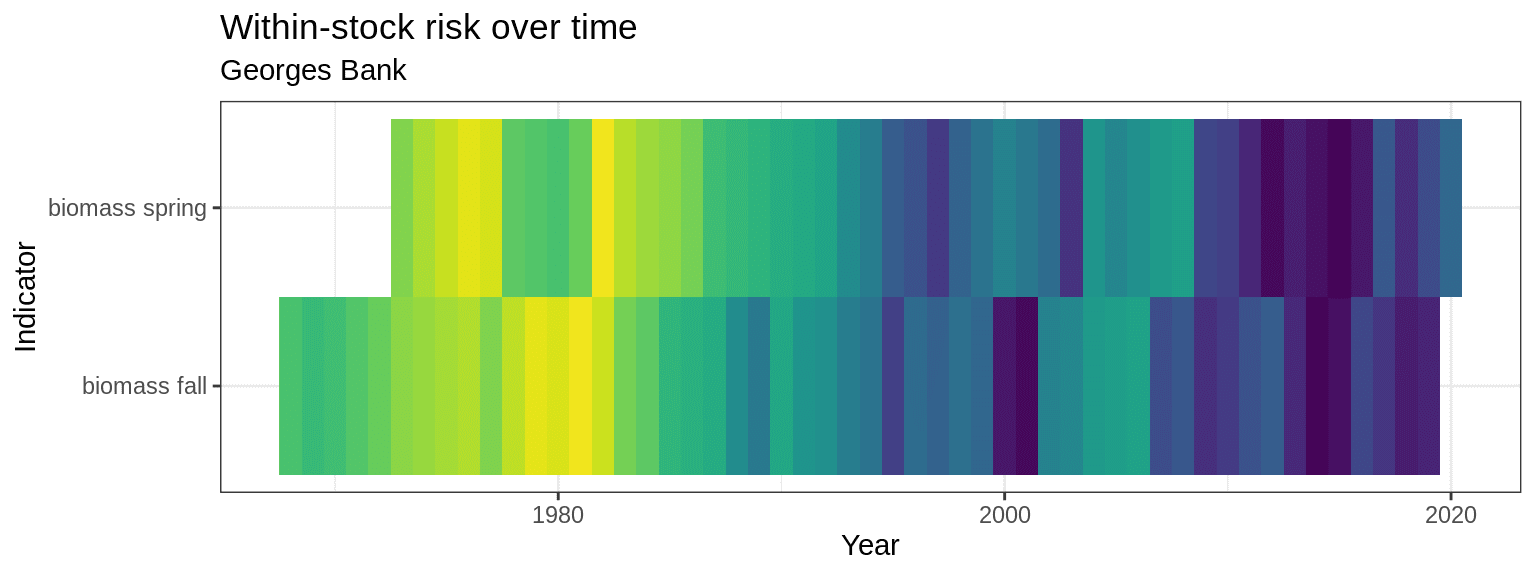 Within-stock risk over time
Georges Bank
Indicator
biomass spring
biomass fall
1980
2000
2020
Year